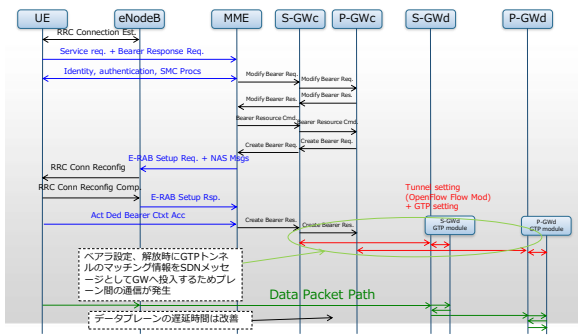 UE eNodeB MME S-GWc P-GWc S-GWd P-GWd
RRC Connection Est.
Service req. + Bearer Response Req.
Identity, authentication, SMC Procs
Modify Bearer Req.
Modify Bearer Req.
Modify Bearer Res.
Modify Bearer Res.
Bearer Resource Cmd.
Bearer Resource Cmd.
Create Bearer Req.
Create Bearer Req.
E-RAB Setup Req. + NAS Msgs
RRC Conn Reconfig
RRC Conn Reconfig Comp.
E-RAB Setup Rsp.
Act Ded Bearer Ctxt Acc
Create Bearer Res.
Create Bearer Res.
Tunnel setting
(OpenFlow Flow Mod)
+ GTP setting
S-GWd
GTP module
P-GWd
GTP module
ベアラ設定、解放時にGTPトンネ
ルのマッチング情報をSDNメッセ
ージとしてGWへ投入するためプレ
ーン間の通信が発生
Data Packet Path
データプレーンの遅延時間は改善